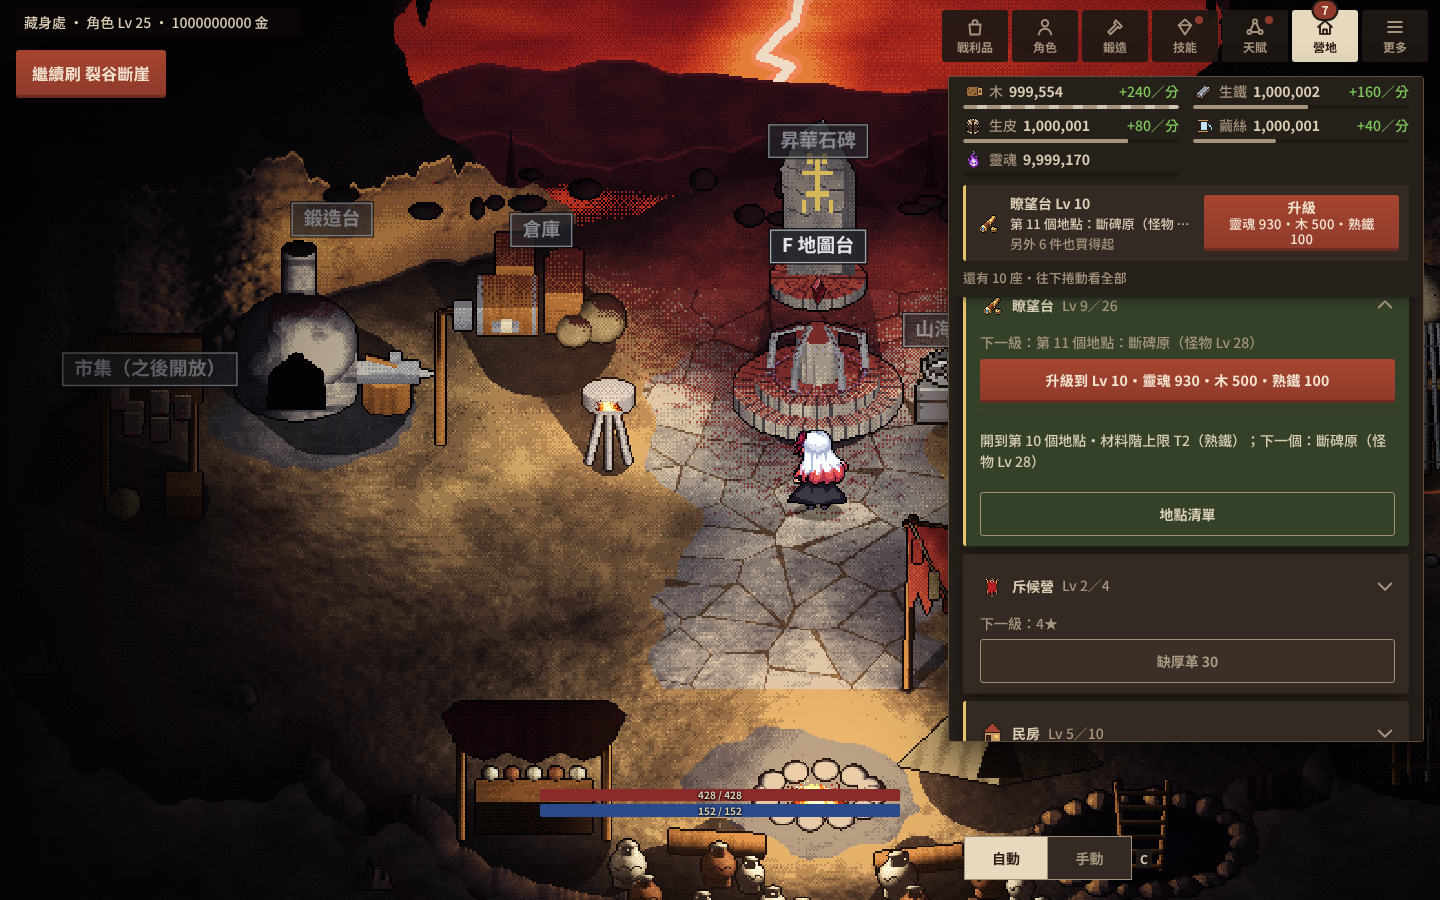 藏身處 · 角色 Lv 25 · 1000000000 金
繼續刷 裂谷斷崖
7
戰利品
角色
鍛造
技能
天賦
營地
更多
木 999,554 +240／分
生鐵 1,000,002 +160／分
生皮 1,000,001 +80／分
繭絲 1,000,001 +40／分
靈魂 9,999,170
瞭望台 Lv 10
第 11 個地點：斷碑原（怪物 …
另外 6 件也買得起
升級
靈魂 930・木 500・熟鐵
100
還有 10 座・往下捲動看全部
瞭望台 Lv 9／26
下一級：第 11 個地點：斷碑原（怪物 Lv 28）
升級到 Lv 10・靈魂 930・木 500・熟鐵 100
開到第 10 個地點・材料階上限 T2（熟鐵）；下一個：斷碑原（怪
物 Lv 28）
地點清單
斥候營 Lv 2／4
下一級：4★
缺厚革 30
民房 Lv 5／10
昇華石碑
鍛造台
倉庫
F 地圖台
山海
市集（之後開放）
428 / 428
152 / 152
自動
手動
C